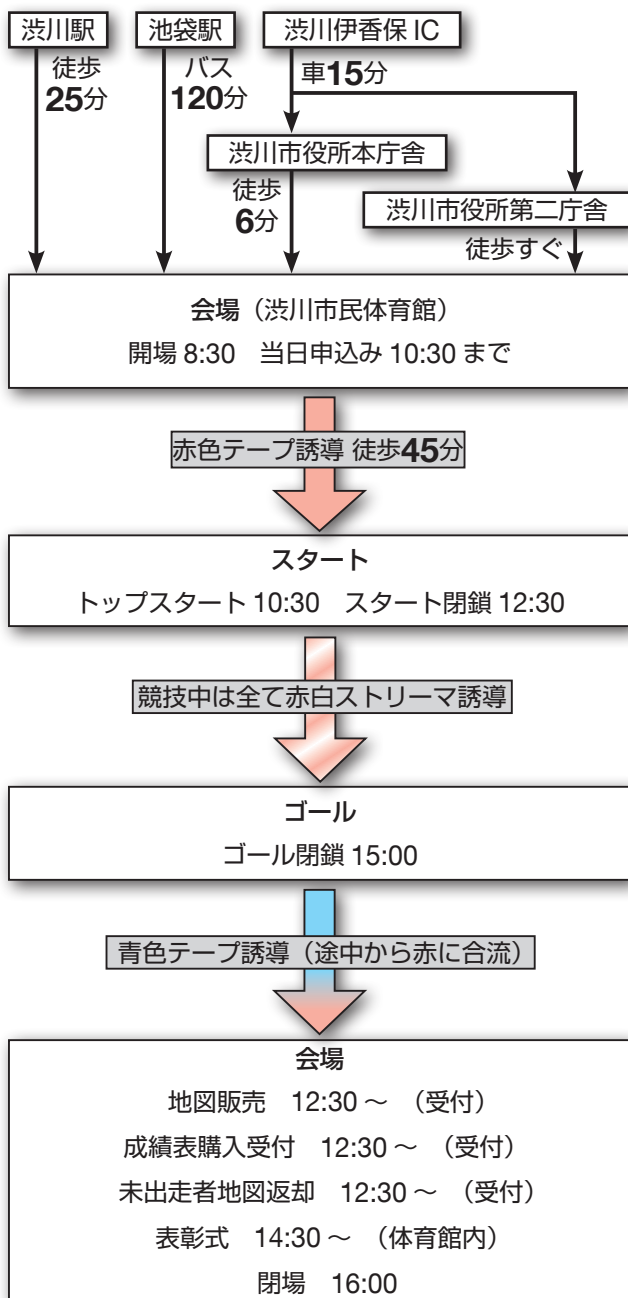 渋川駅
池袋駅
渋川伊香保 IC
徒歩
25分
バス
120分
車15分
渋川市役所本庁舎
徒歩
6分
渋川市役所第二庁舎
徒歩すぐ
会場（渋川市民体育館）
開場 8:30　当日申込み 10:30 まで
赤色テープ誘導 徒歩45分
スタート
トップスタート 10:30　スタート閉鎖 12:30
競技中は全て赤白ストリーマ誘導
ゴール
ゴール閉鎖 15:00
青色テープ誘導（途中から赤に合流）
会場
地図販売　12:30 ～　（受付）
成績表購入受付　12:30 ～　（受付）
未出走者地図返却　12:30 ～　（受付）
表彰式　14:30 ～　（体育館内）
閉場　16:00